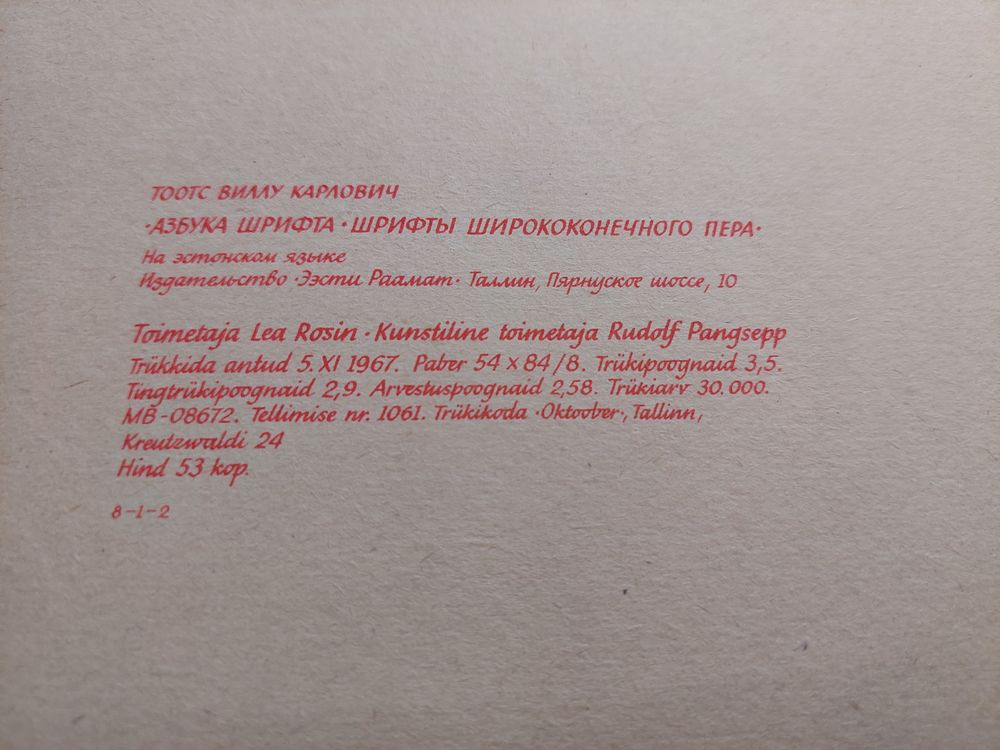 ТООТС ВИЛЛУ КАРЛОВИЧ
·АЗБУКА ШРИФТА · ШРИФТЫ ШИРОКОКОНЕЧНОГО ПЕРА·
На эстонском языке
Издательство ·Ээсти Раамат· Таллин, Пярнуское шоссе, 10
Toimetaja Lea Rosin · Kunstiline toimetaja Rudolf Pangsepp
Trükkida antud 5. XI 1967. Paber 54 × 84/8. Trükipoognaid 3,5.
Tingtrükipoognaid 2,9. Arvestuspoognaid 2,58. Trükiarv 30.000.
MB-08672. Tellimise nr. 1061. Trükikoda ·Oktoober·, Tallinn,
Kreutzwaldi 24
Hind 53 kop.
8-1-2